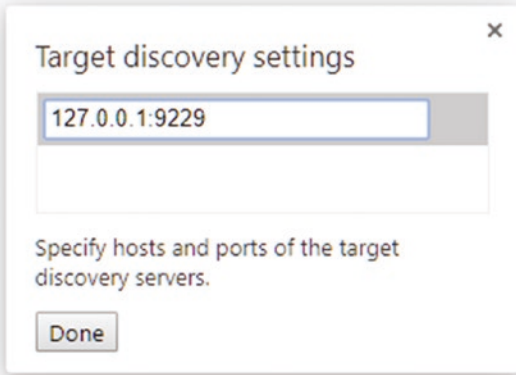 Target discovery settings
127.0.0.1:9229
Specify hosts and ports of the target
discovery servers.
Done